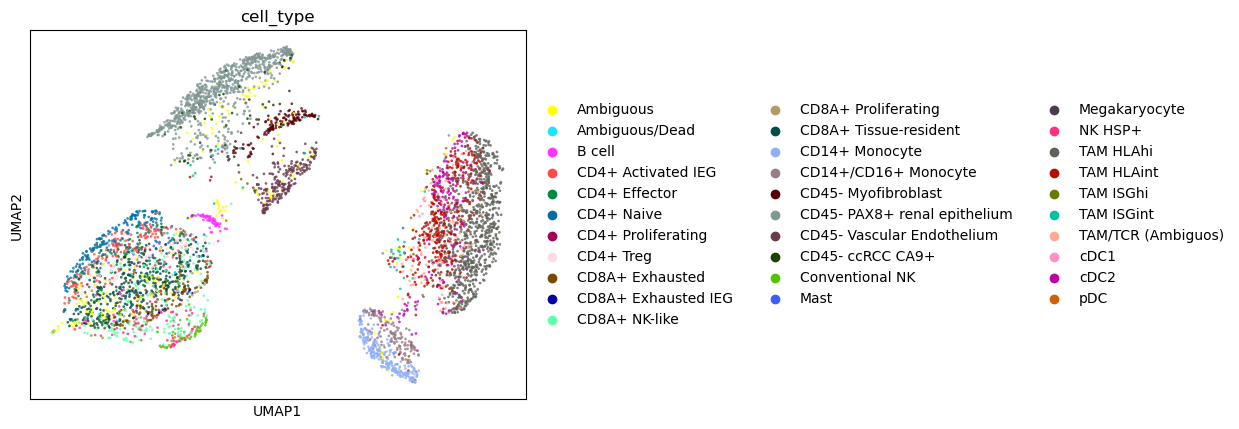 cell_type
UMAP2
UMAP1
Ambiguous
Ambiguous/Dead
B cell
CD4+ Activated IEG
CD4+ Effector
CD4+ Naive
CD4+ Proliferating
CD4+ Treg
CD8A+ Exhausted
CD8A+ Exhausted IEG
CD8A+ NK-like
CD8A+ Proliferating
CD8A+ Tissue-resident
CD14+ Monocyte
CD14+/CD16+ Monocyte
CD45- Myofibroblast
CD45- PAX8+ renal epithelium
CD45- Vascular Endothelium
CD45- ccRCC CA9+
Conventional NK
Mast
Megakaryocyte
NK HSP+
TAM HLAhi
TAM HLAint
TAM ISGhi
TAM ISGint
TAM/TCR (Ambiguos)
cDC1
cDC2
pDC